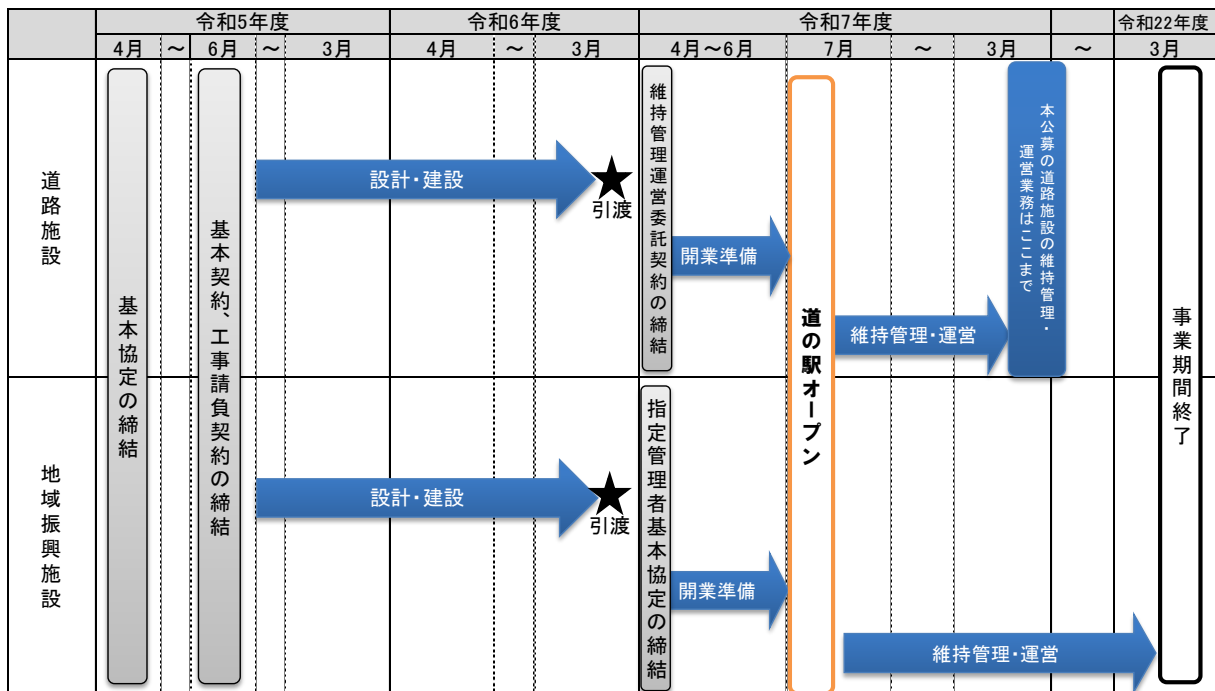 令和5年度
令和6年度
令和7年度
令和22年度
4月
～
6月
～
3月
4月
～
3月
4月～6月
7月
～
3月
～
3月
道路施設
地域振興施設
基本協定の締結
基本契約、工事請負契約の締結
設計・建設
引渡
維持管理運営委託契約の締結
開業準備
道の駅オープン
維持管理・運営
本公募の道路施設の維持管理・
運営業務はここまで
事業期間終了
設計・建設
引渡
指定管理者基本協定の締結
開業準備
維持管理・運営